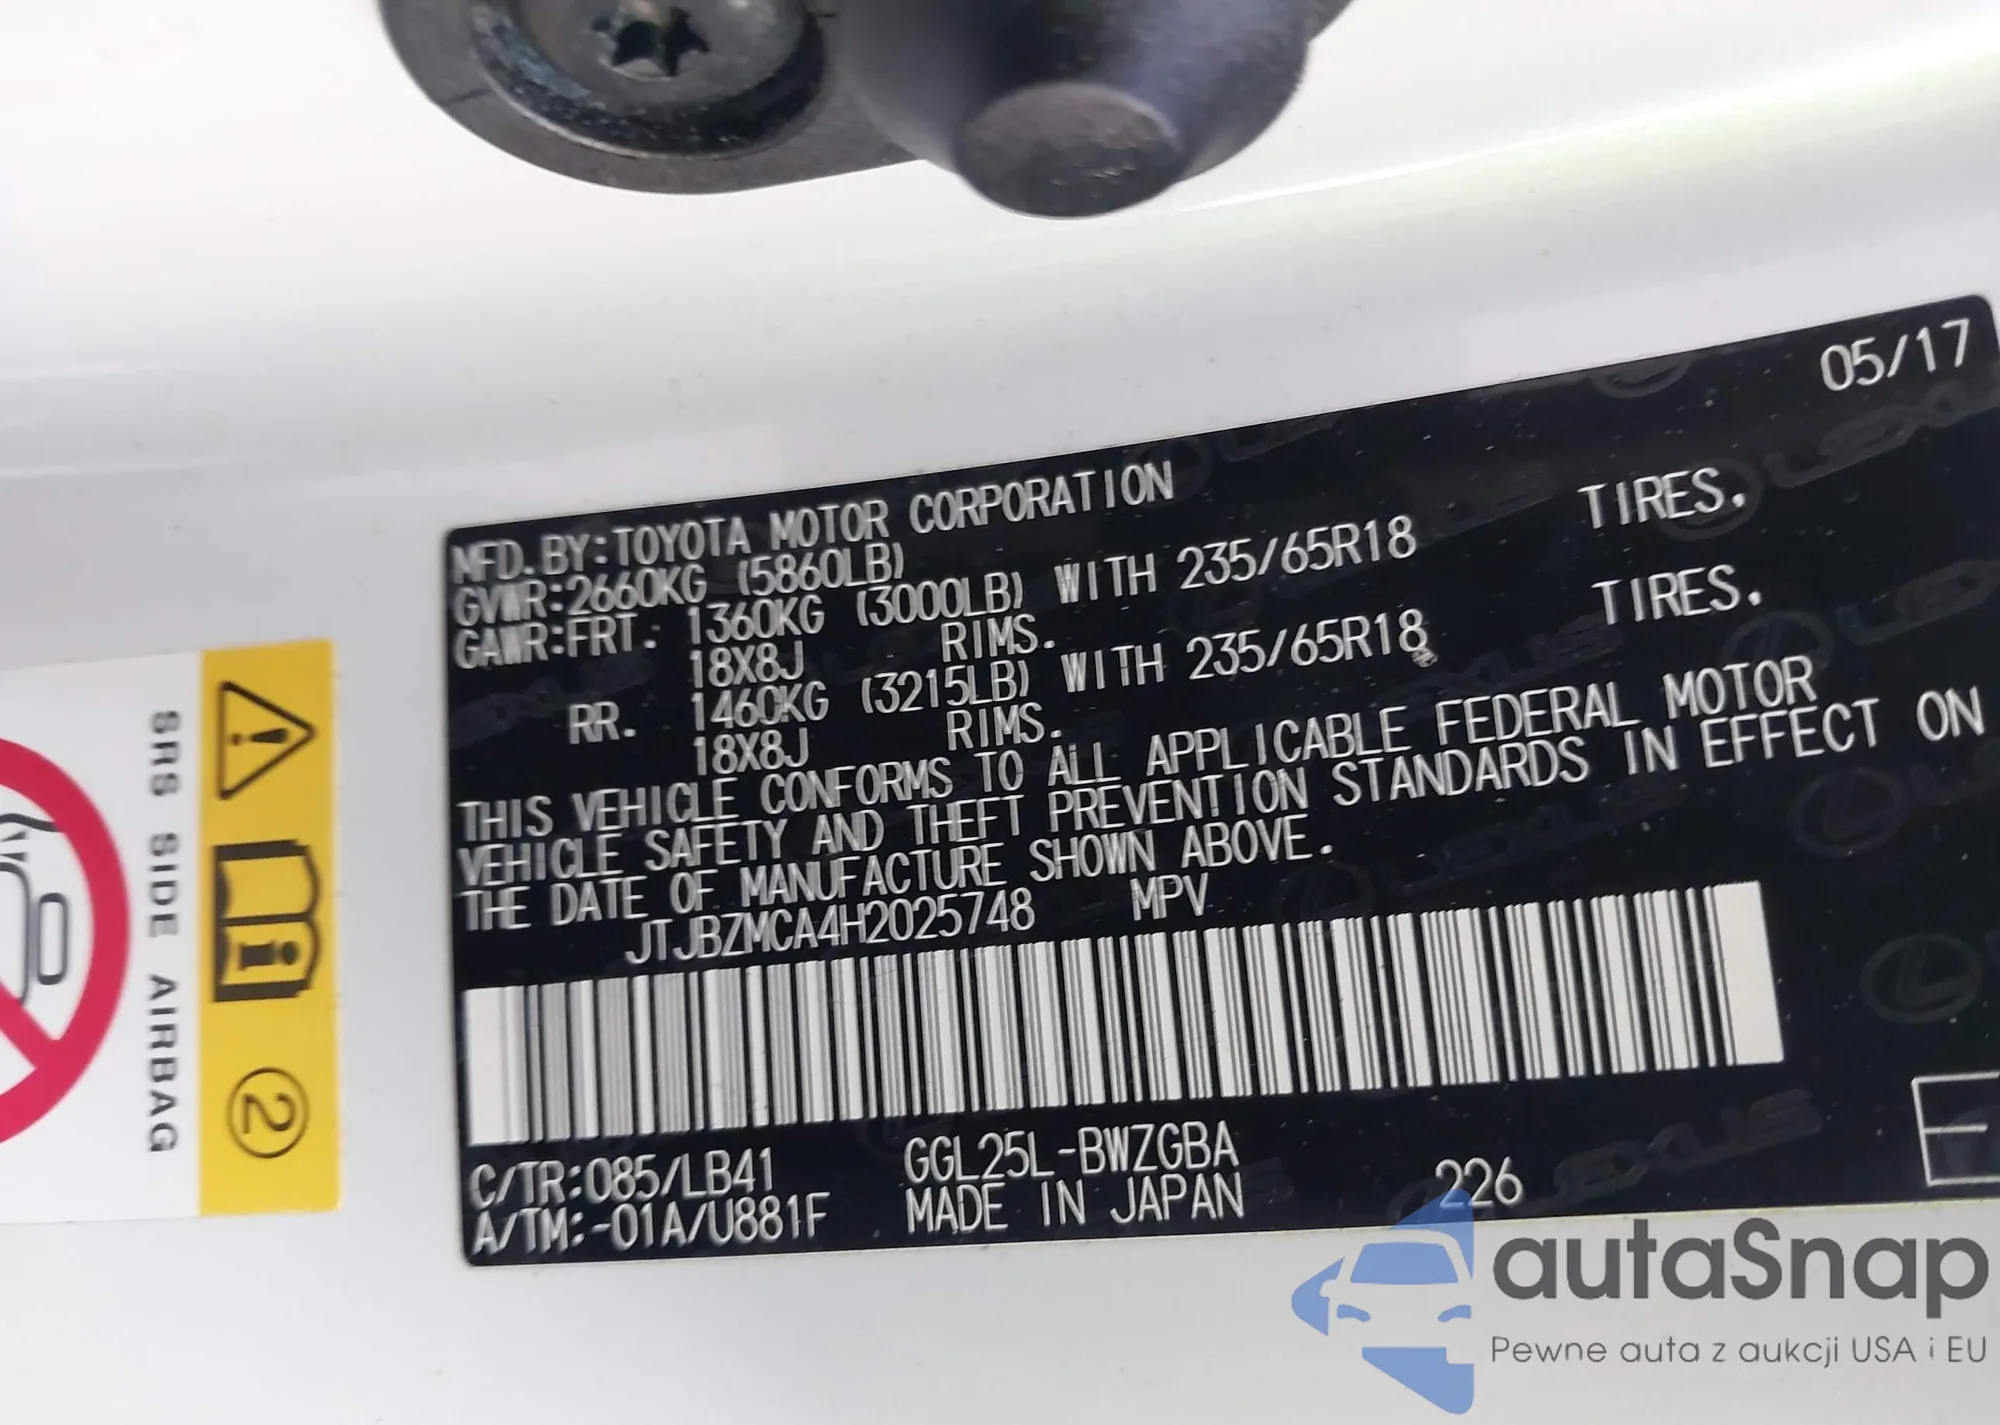 05/17
MFD.BY:TOYOTA MOTOR CORPORATION
GVWR:2660KG (5860LB)
GAWR:FRT. 1360KG (3000LB) WITH 235/65R18 TIRES.
18X8J RIMS.
RR. 1460KG (3215LB) WITH 235/65R18 TIRES.
18X8J RIMS.
THIS VEHICLE CONFORMS TO ALL APPLICABLE FEDERAL MOTOR
VEHICLE SAFETY AND THEFT PREVENTION STANDARDS IN EFFECT ON
THE DATE OF MANUFACTURE SHOWN ABOVE.
JTJBZMCA4H2025748 MPV
C/TR:085/LB41 GGL25L-BWZGBA
A/TM:-01A/U881F MADE IN JAPAN 226
SRS SIDE AIRBAG
2
autaSnap
Pewne auta z aukcji USA i EU